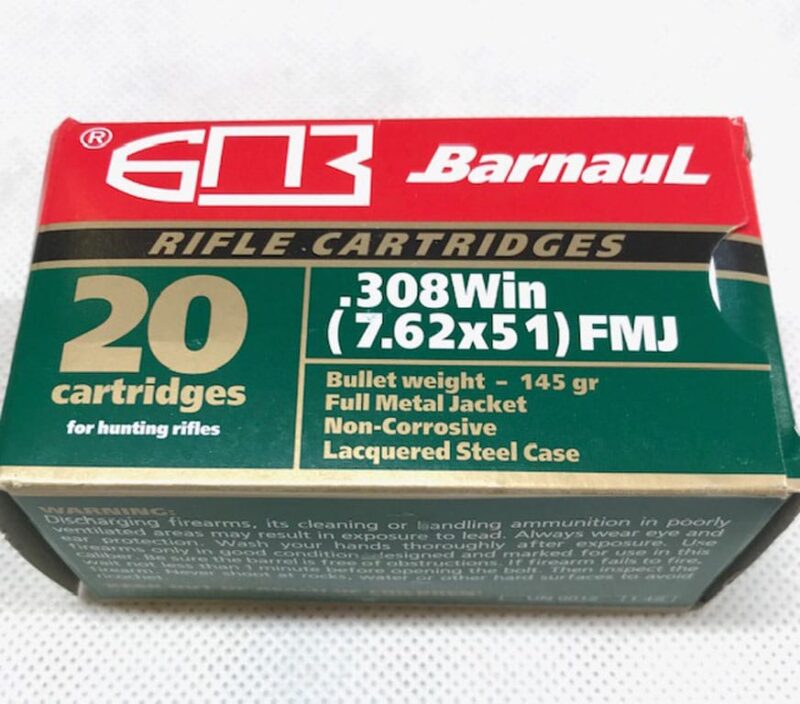 ® БПЗ Barnaul
RIFLE CARTRIDGES
20
cartridges
for hunting rifles
.308Win
(7.62x51) FMJ
Bullet weight - 145 gr
Full Metal Jacket
Non-Corrosive
Lacquered Steel Case
WARNING:
Discharging firearms, its cleaning or handling ammunition in poorly
ventilated areas may result in exposure to lead. Always wear eye and
ear protection. Wash your hands thoroughly after exposure. Use
firearms only in good condition designed and marked for use in this
caliber. Be sure the barrel is free of obstructions. If firearm fails to fire,
wait not less than 1 minute before opening the bolt. Then inspect the
ricochet. Never shoot at rocks, water or other hard surfaces to avoid
UN 0012 1.4S